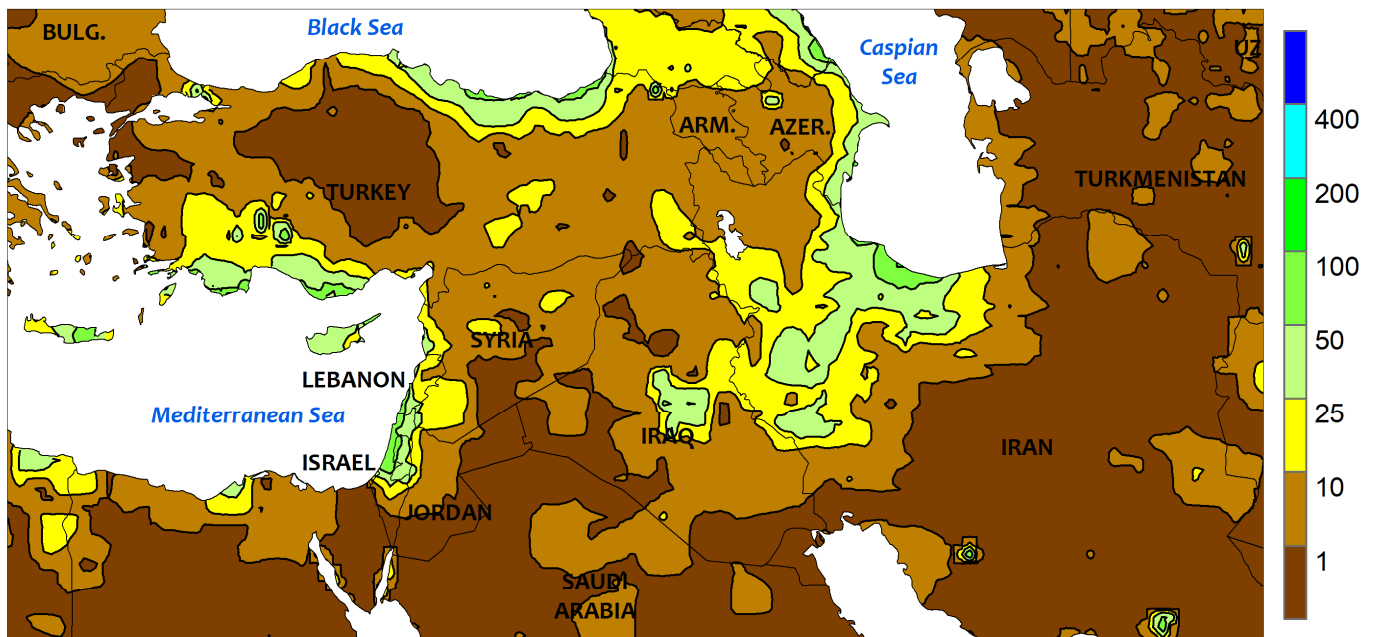 BULG.
Black Sea
Caspian
Sea
UZ
400
ARM.
AZER.
TURKMENISTAN
TURKEY
200
100
SYRIA
50
LEBANON
Mediterranean Sea
25
IRAQ
IRAN
ISRAEL
10
JORDAN
1
SAUDI
ARABIA